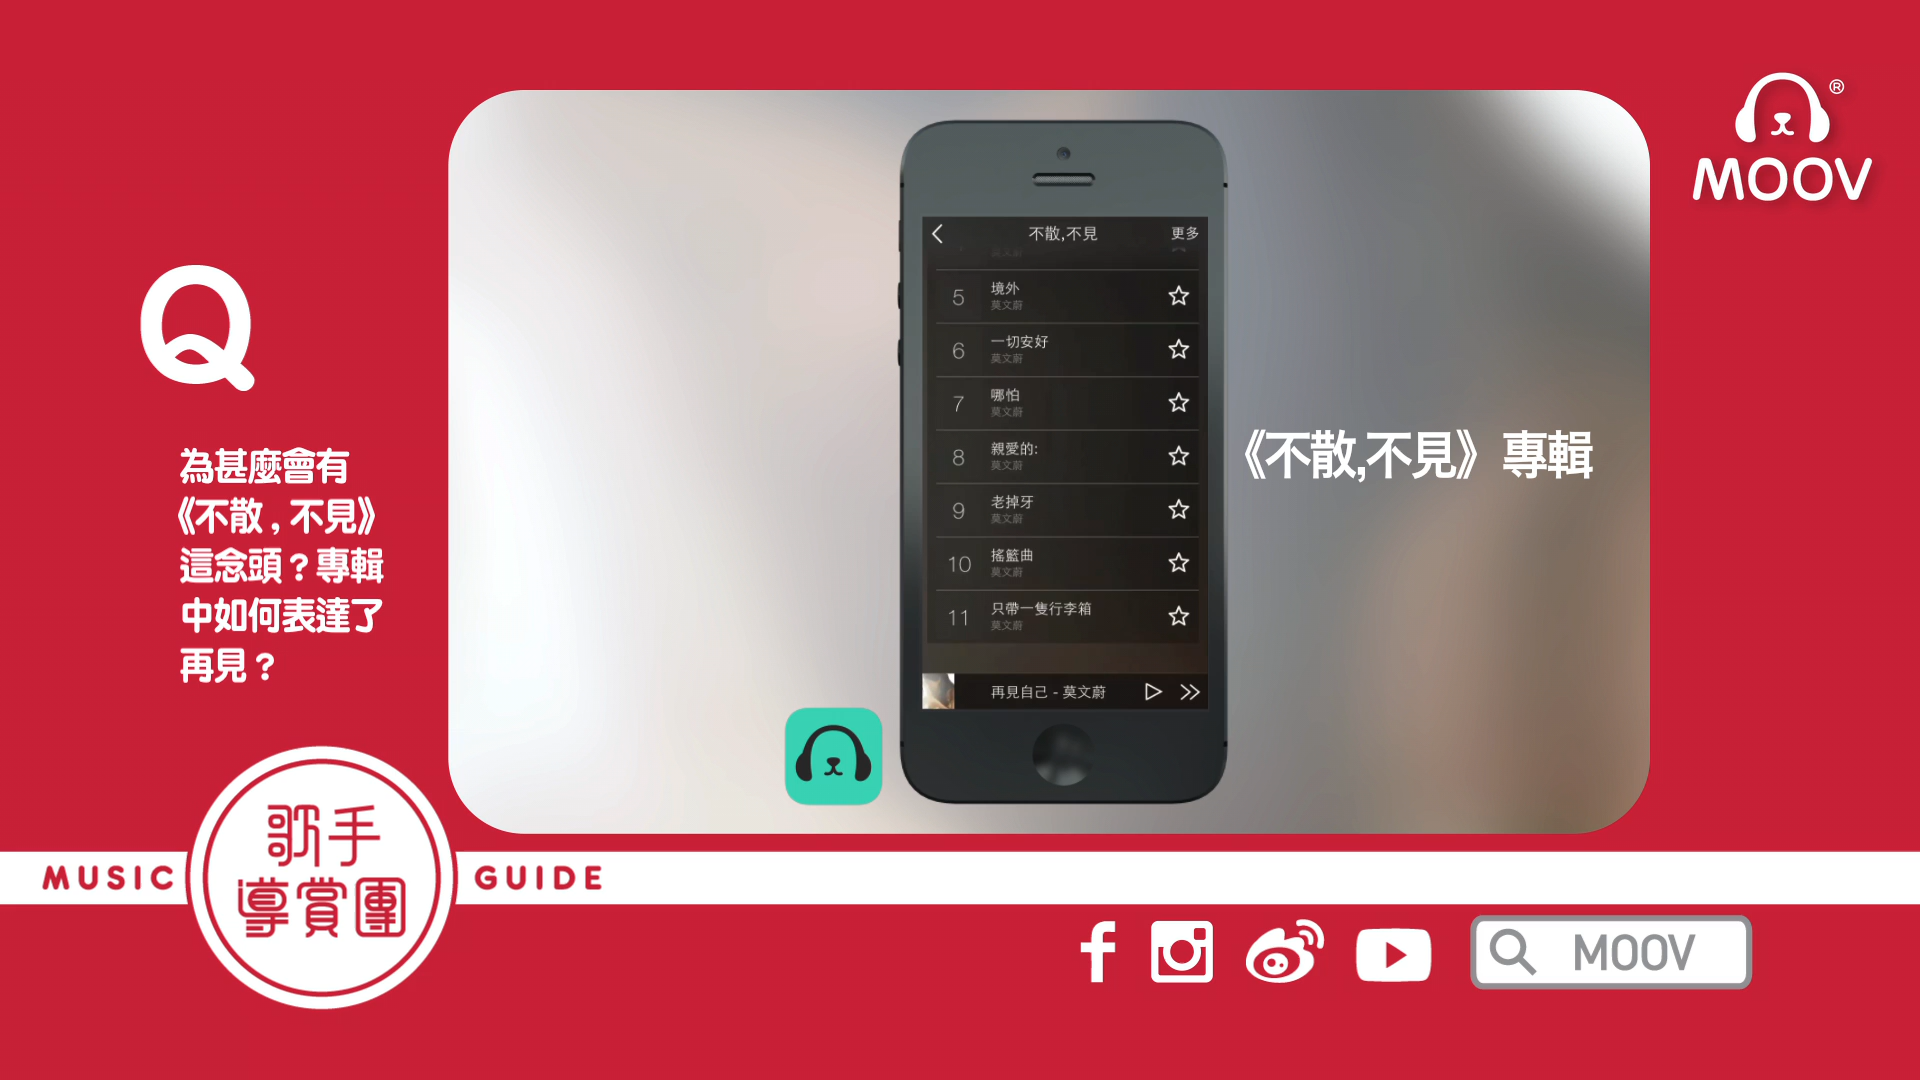 MOOV
Q
為甚麼會有
《不散 , 不見》
這念頭？專輯
中如何表達了
再見？
不散,不見
更多
莫文蔚
5
境外
莫文蔚
6
一切安好
莫文蔚
7
哪怕
莫文蔚
8
親愛的:
莫文蔚
9
老掉牙
莫文蔚
10
搖籃曲
莫文蔚
11
只帶一隻行李箱
莫文蔚
再見自己 - 莫文蔚
《不散,不見》專輯
歌手
導賞團
MUSIC
GUIDE
MOOV